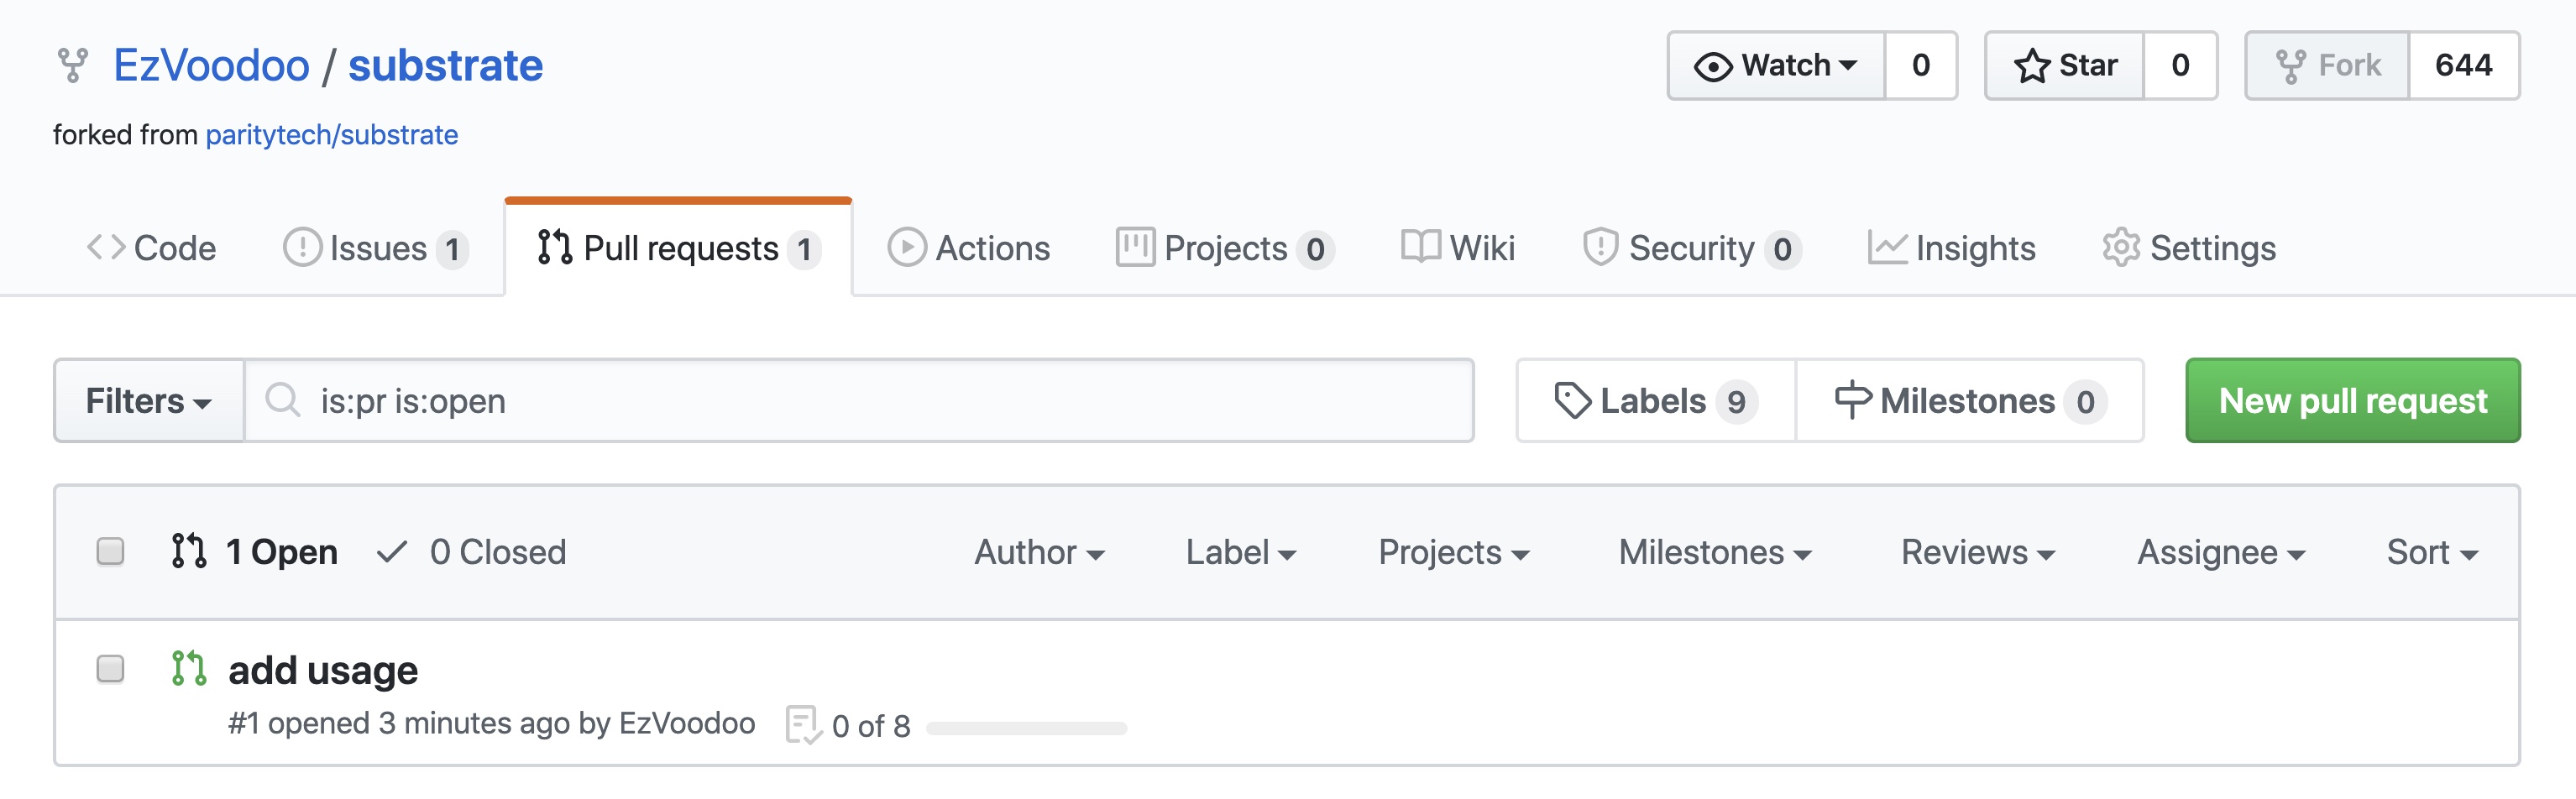 EzVoodoo / substrate
Watch 0 Star 0 Fork 644
forked from paritytech/substrate
Code Issues 1 Pull requests 1 Actions Projects 0 Wiki Security 0 Insights Settings
Filters is:pr is:open Labels 9 Milestones 0 New pull request
1 Open 0 Closed Author Label Projects Milestones Reviews Assignee Sort
add usage
#1 opened 3 minutes ago by EzVoodoo 0 of 8